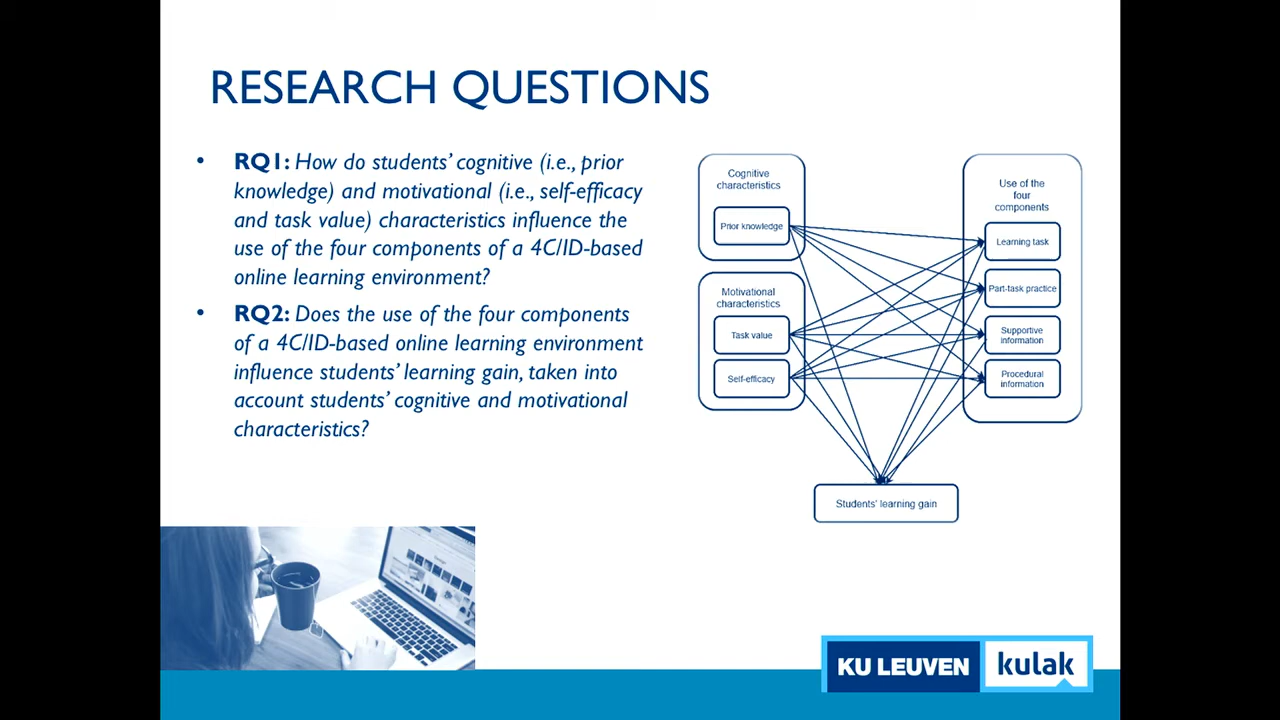 RESEARCH QUESTIONS
• RQ1: How do students' cognitive (i.e., prior
knowledge) and motivational (i.e., self-efficacy
and task value) characteristics influence the
use of the four components of a 4C/ID-based
online learning environment?
• RQ2: Does the use of the four components
of a 4C/ID-based online learning environment
influence students' learning gain, taken into
account students' cognitive and motivational
characteristics?
Cognitive
characteristics
Prior knowledge
Motivational
characteristics
Task value
Self-efficacy
Use of the
four
components
Learning task
Part-task practice
Supportive
information
Procedural
information
Students' learning gain
KU LEUVEN kulak